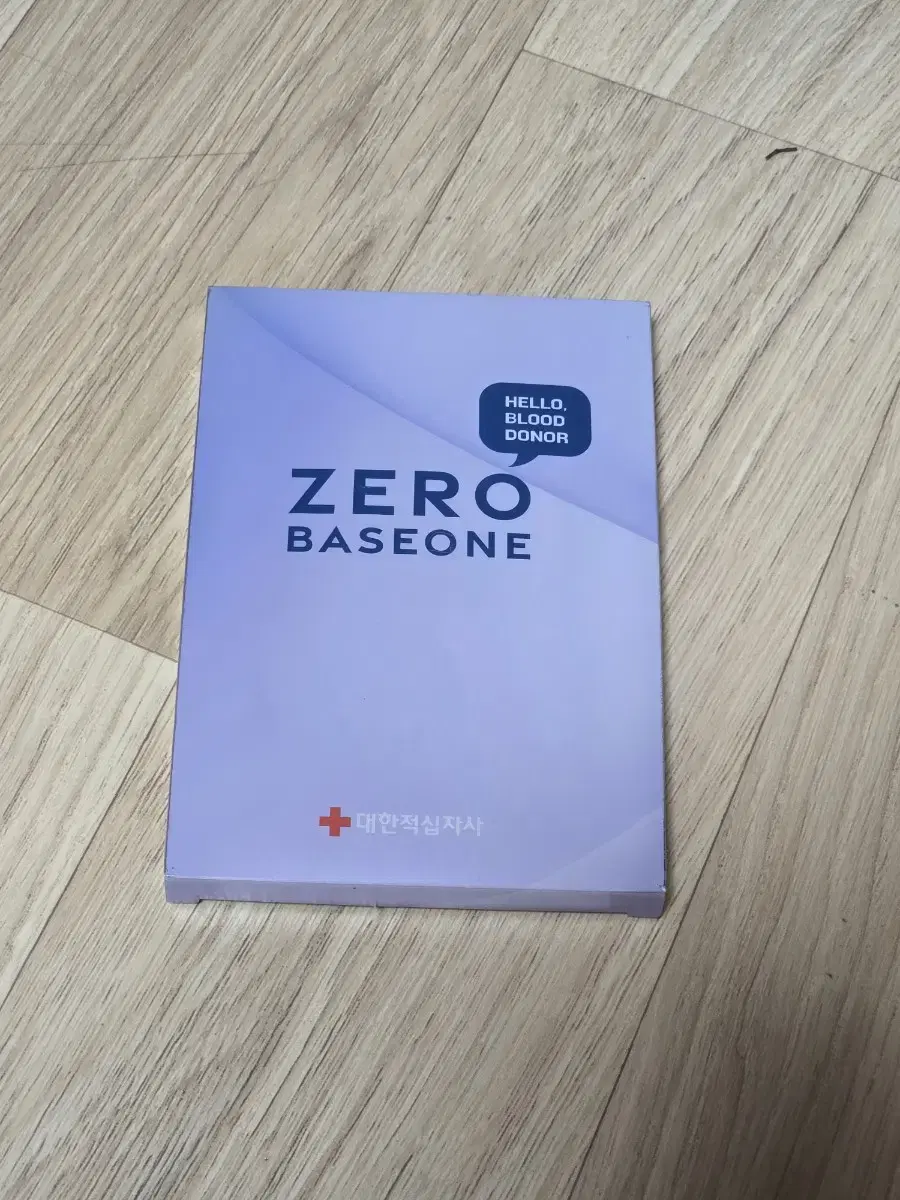 HELLO,
BLOOD
DONOR
ZERO
BASEONE
대한적십자사